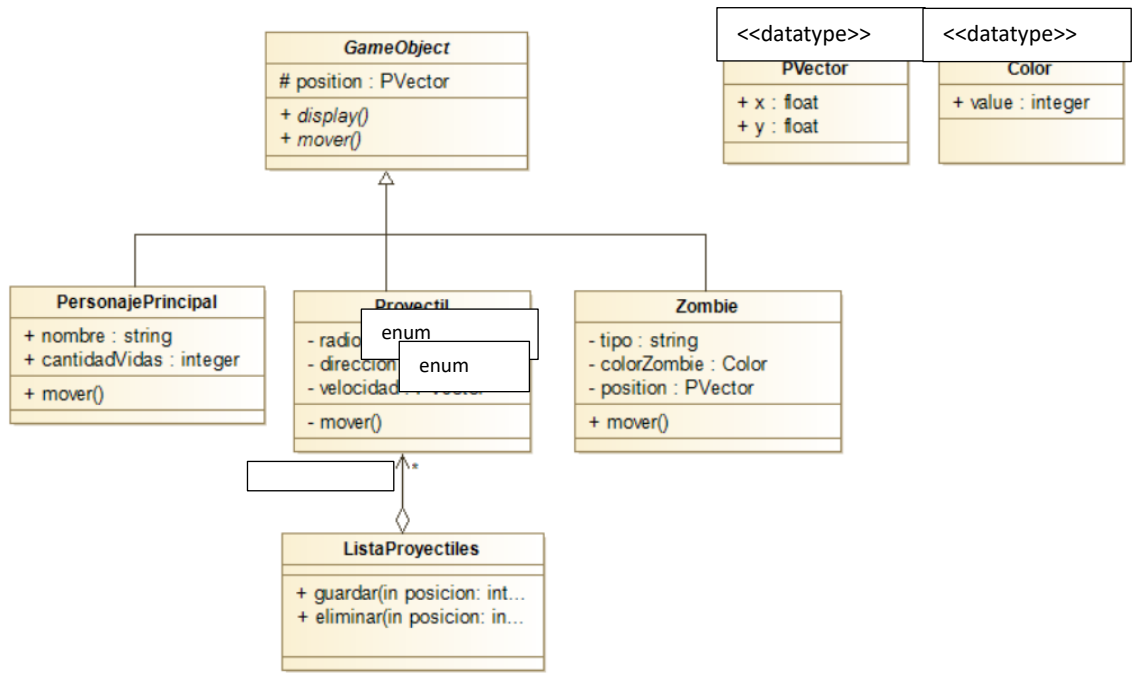 GameObject
# position : PVector
+ display()
+ mover()
<<datatype>>
PVector
+ x : float
+ y : float
<<datatype>>
Color
+ value : integer
PersonajePrincipal
+ nombre : string
+ cantidadVidas : integer
+ mover()
Proyectil
- radio
enum
- direccion
enum
- velocidad : PVector
- mover()
Zombie
- tipo : string
- colorZombie : Color
- position : PVector
+ mover()
*
ListaProyectiles
+ guardar(in posicion: int...
+ eliminar(in posicion: in...